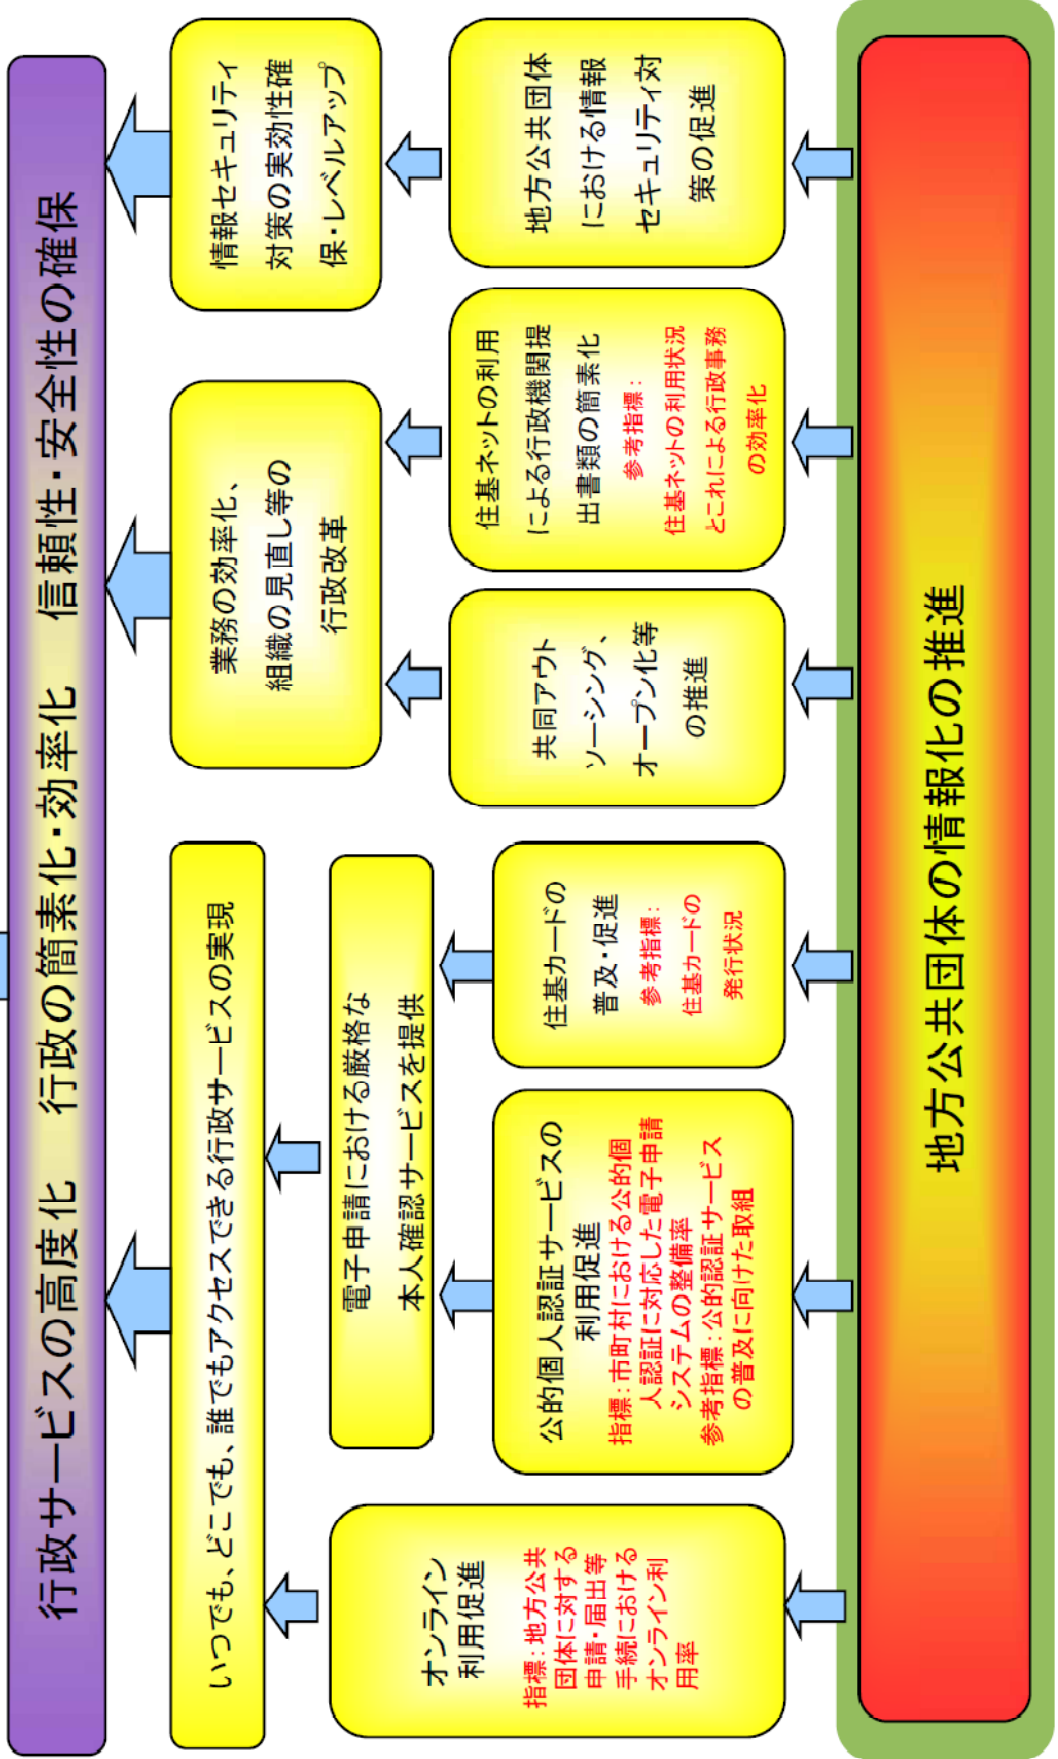 行政サービスの高度化　行政の簡素化・効率化　信頼性・安全性の確保
いつでも、どこでも、誰でもアクセスできる行政サービスの実現
業務の効率化、
組織の見直し等の
行政改革
情報セキュリティ
対策の実効性確
保・レベルアップ
電子申請における厳格な
本人確認サービスを提供
オンライン
利用促進
指標：地方公共
団体に対する
申請・届出等
手続における
オンライン利
用率
公的個人認証サービスの
利用促進
指標：市町村における公的個
人認証に対応した電子申請
システムの整備率
参考指標：公的認証サービス
の普及に向けた取組
住基カードの
普及・促進
参考指標：
住基カードの
発行状況
共同アウト
ソーシング、
オープン化等
の推進
住基ネットの利用
による行政機関提
出書類の簡素化
参考指標：
住基ネットの利用状況
とこれによる行政事務
の効率化
地方公共団体
における情報
セキュリティ対
策の促進
地方公共団体の情報化の推進